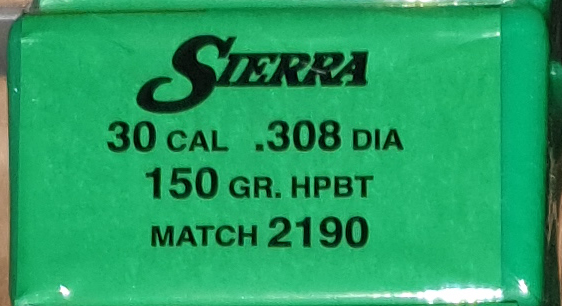 SIERRA
30 CAL .308 DIA
150 GR. HPBT
MATCH 2190